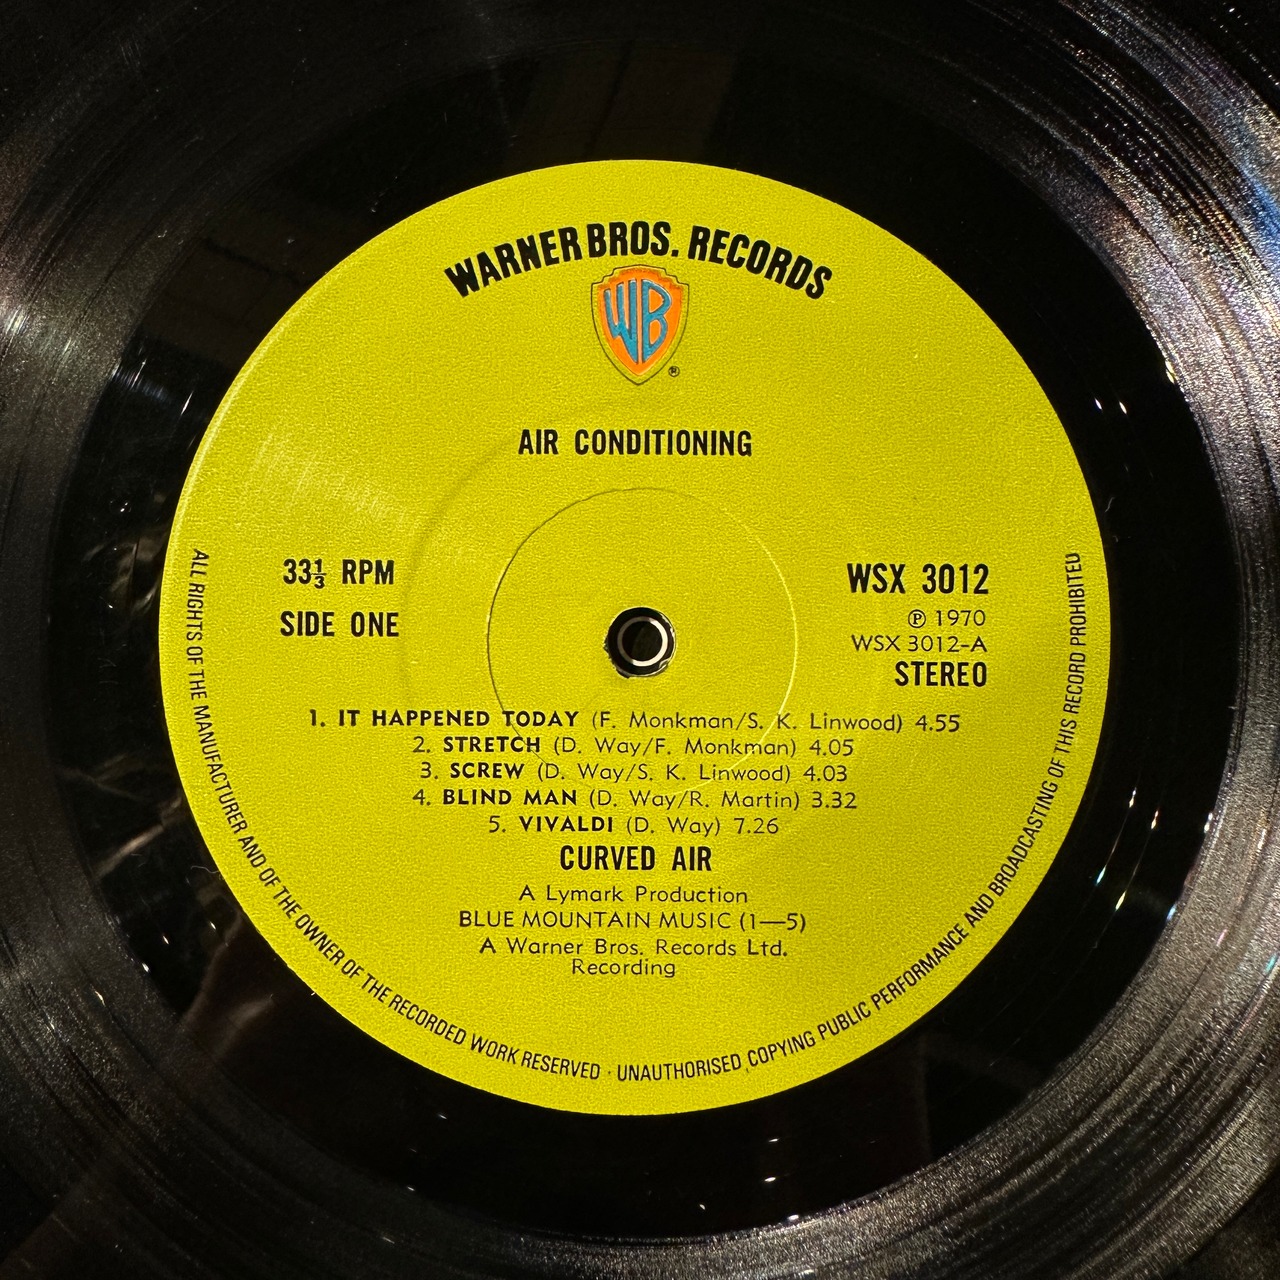 WARNER BROS. RECORDS
WB
®
AIR CONDITIONING
33⅓ RPM
SIDE ONE
WSX 3012
℗ 1970
WSX 3012-A
STEREO
1. IT HAPPENED TODAY (F. Monkman/S. K. Linwood) 4.55
2. STRETCH (D. Way/F. Monkman) 4.05
3. SCREW (D. Way/S. K. Linwood) 4.03
4. BLIND MAN (D. Way/R. Martin) 3.32
5. VIVALDI (D. Way) 7.26
CURVED AIR
A Lymark Production
BLUE MOUNTAIN MUSIC (1—5)
A Warner Bros. Records Ltd.
Recording
ALL RIGHTS OF THE MANUFACTURER AND OF THE OWNER OF THE RECORDED WORK RESERVED · UNAUTHORISED COPYING PUBLIC PERFORMANCE AND BROADCASTING OF THIS RECORD PROHIBITED